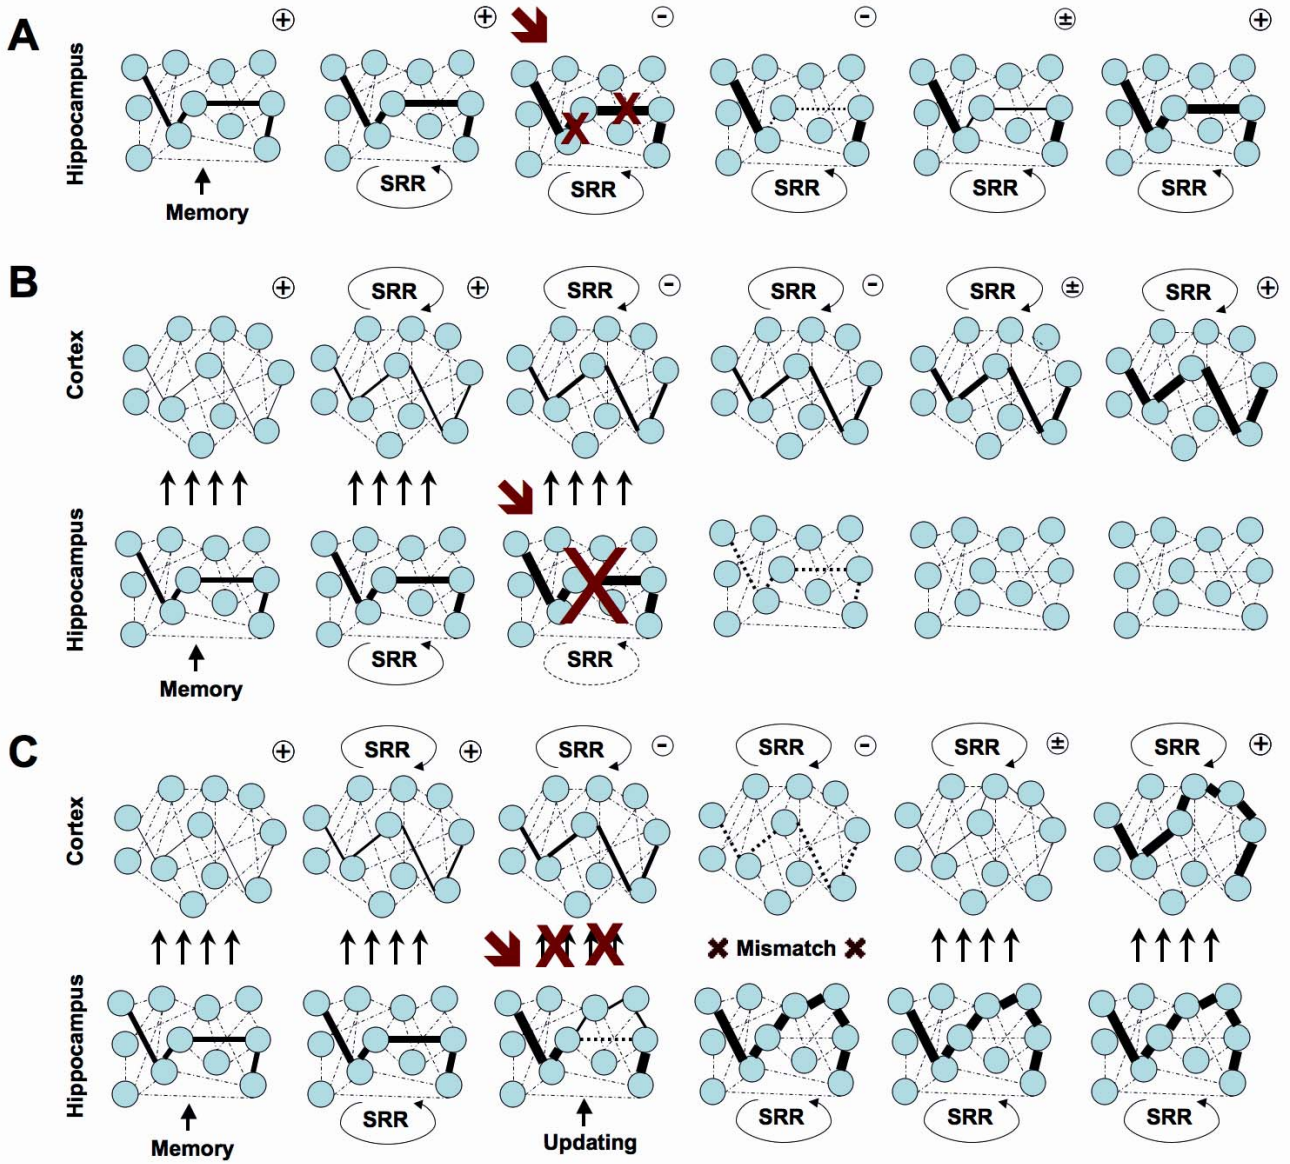 A
Hippocampus
+ + - - ± +
SRR SRR SRR SRR SRR
Memory
B
SRR SRR SRR SRR SRR
+ + - - ± +
Cortex
Hippocampus
SRR SRR
Memory
C
SRR SRR SRR SRR SRR
+ + - - ± +
Cortex
Mismatch
Hippocampus
SRR SRR SRR SRR
Memory
Updating